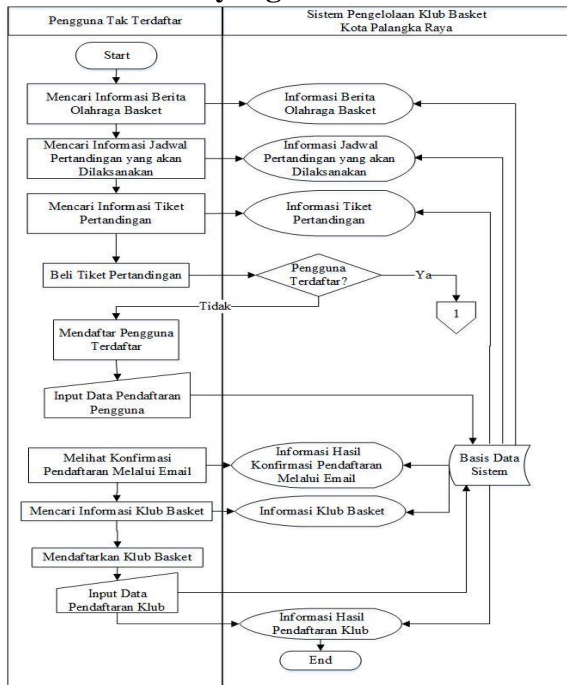 Pengguna Tak Terdaftar
Sistem Pengelolaan Klub Basket
Kota Palangka Raya
Start
Mencari Informasi Berita
Olahraga Basket
Informasi Berita
Olahraga Basket
Mencari Informasi Jadwal
Pertandingan yang akan
Dilaksanakan
Informasi Jadwal
Pertandingan yang akan
Dilaksanakan
Mencari Informasi Tiket
Pertandingan
Informasi Tiket
Pertandingan
Beli Tiket Pertandingan
Pengguna
Terdaftar?
Ya
1
Tidak
Mendaftar Pengguna
Terdaftar
Input Data Pendaftaran
Pengguna
Melihat Konfirmasi
Pendaftaran Melalui Email
Informasi Hasil
Konfirmasi Pendaftaran
Melalui Email
Basis Data
Sistem
Mencari Informasi Klub Basket
Informasi Klub Basket
Mendaftarkan Klub Basket
Input Data
Pendaftaran Klub
Informasi Hasil
Pendaftaran Klub
End